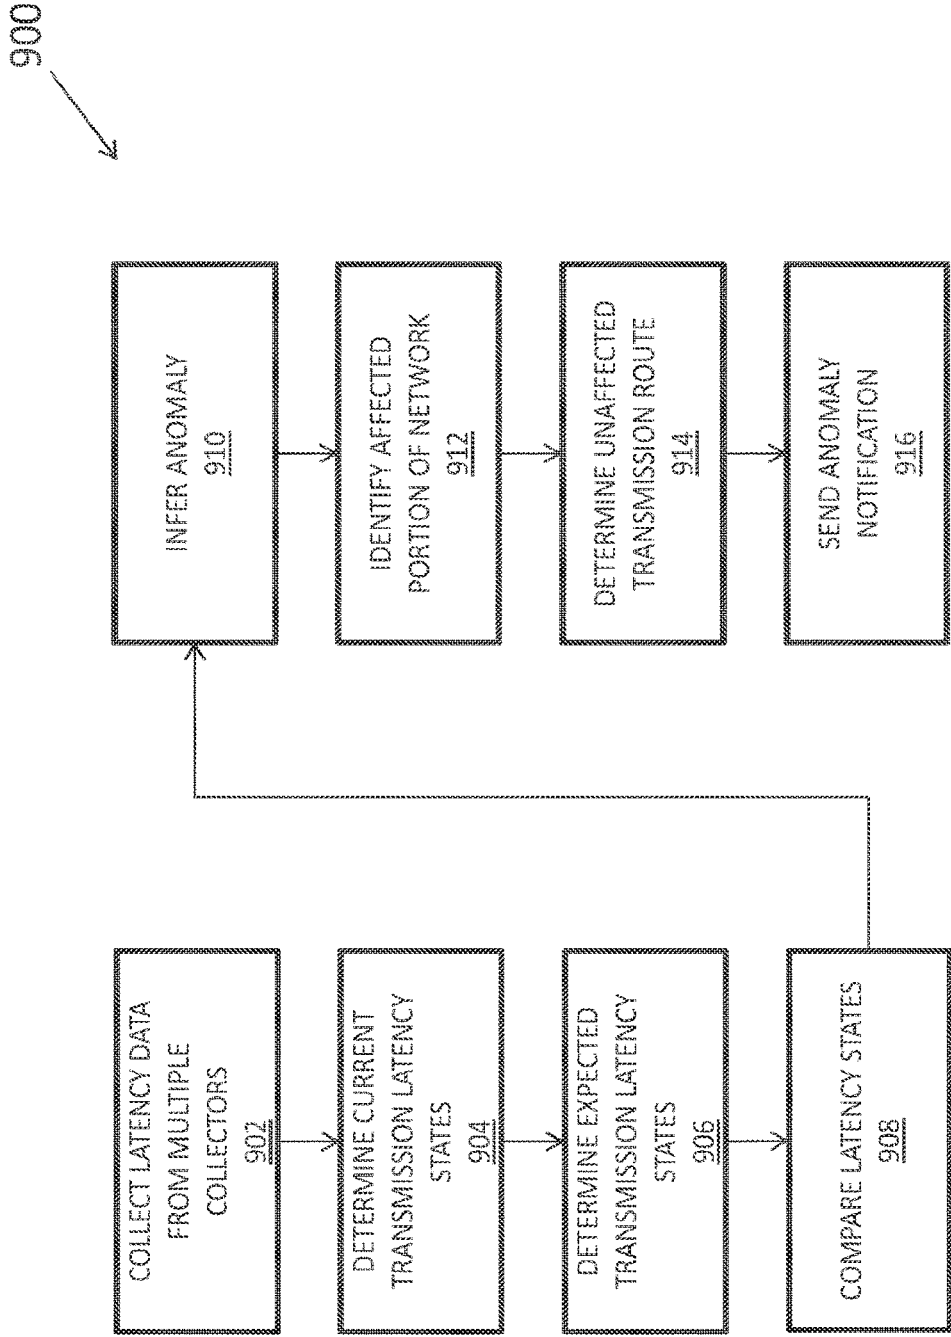 900
COLLECT LATENCY DATA
FROM MULTIPLE
COLLECTORS
902
DETERMINE CURRENT
TRANSMISSION LATENCY
STATES
904
DETERMINE EXPECTED
TRANSMISSION LATENCY
STATES
906
COMPARE LATENCY STATES
908
INFER ANOMALY
910
IDENTIFY AFFECTED
PORTION OF NETWORK
912
DETERMINE UNAFFECTED
TRANSMISSION ROUTE
914
SEND ANOMALY
NOTIFICATION
916